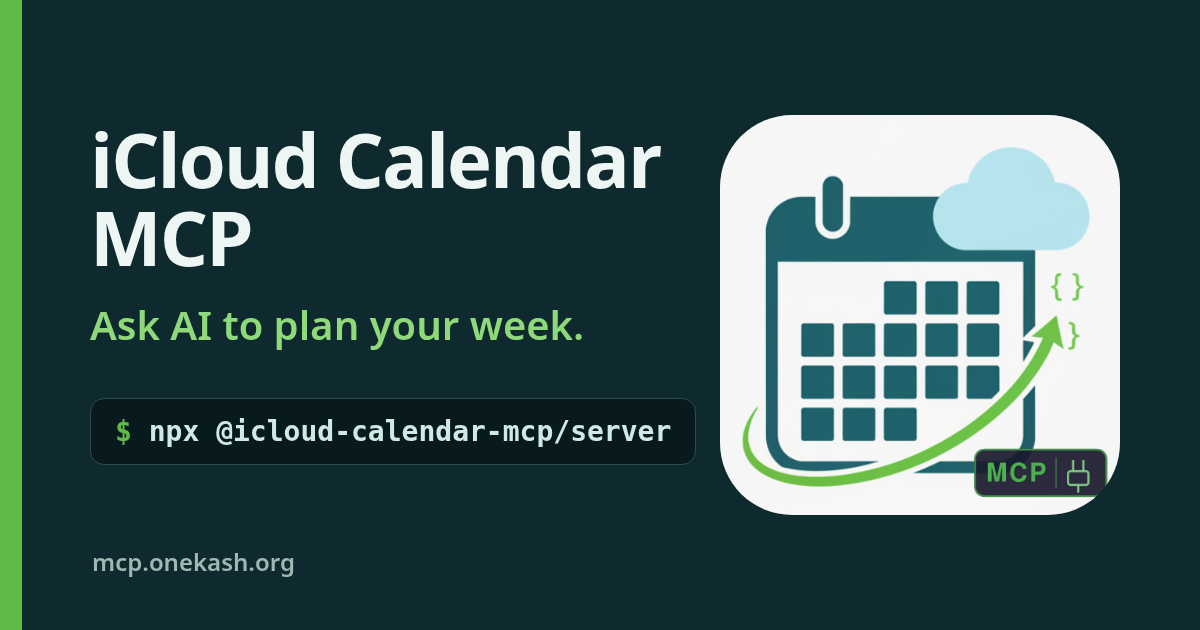 iCloud Calendar
MCP
Ask AI to plan your week.
$ npx @icloud-calendar-mcp/server
mcp.onekash.org
{ }
}
MCP